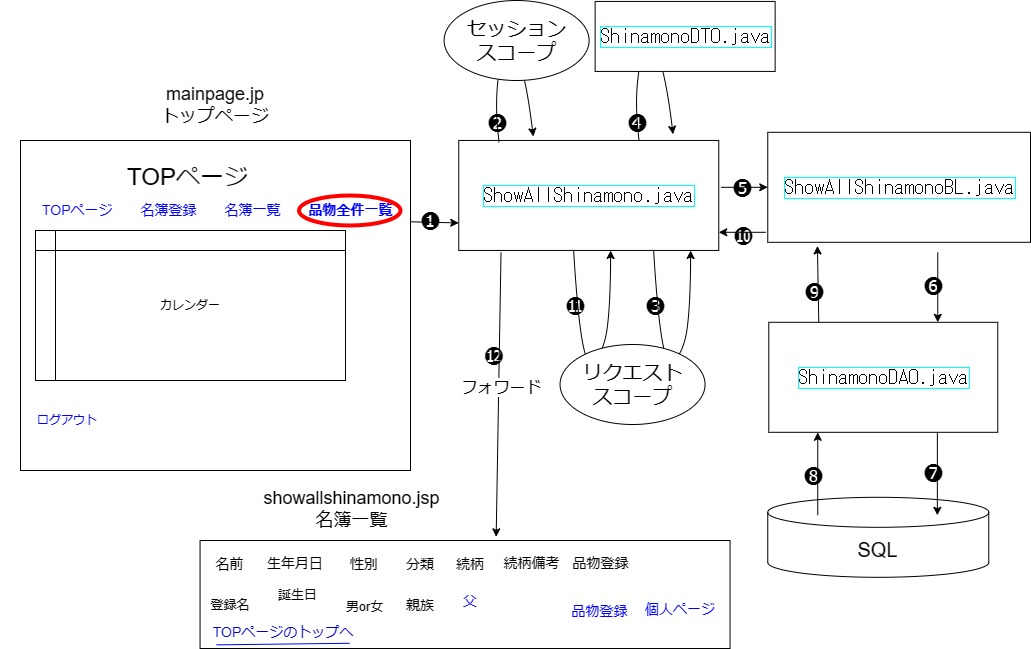 セッション
スコープ
ShinamonoDTO.java
mainpage.jp
トップページ
❷
❹
TOPページ
TOPページ 名簿登録 名簿一覧 品物全件一覧
❶
カレンダー
ログアウト
ShowAllShinamono.java
❺
❿
ShowAllShinamonoBL.java
⓫
❸
❾
❻
⓬
フォワード
リクエスト
スコープ
ShinamonoDAO.java
❽
❼
SQL
showallshinamono.jsp
名簿一覧
名前 生年月日 性別 分類 続柄 続柄備考 品物登録
登録名 誕生日 男or女 親族 父 品物登録 個人ページ
TOPページのトップへ